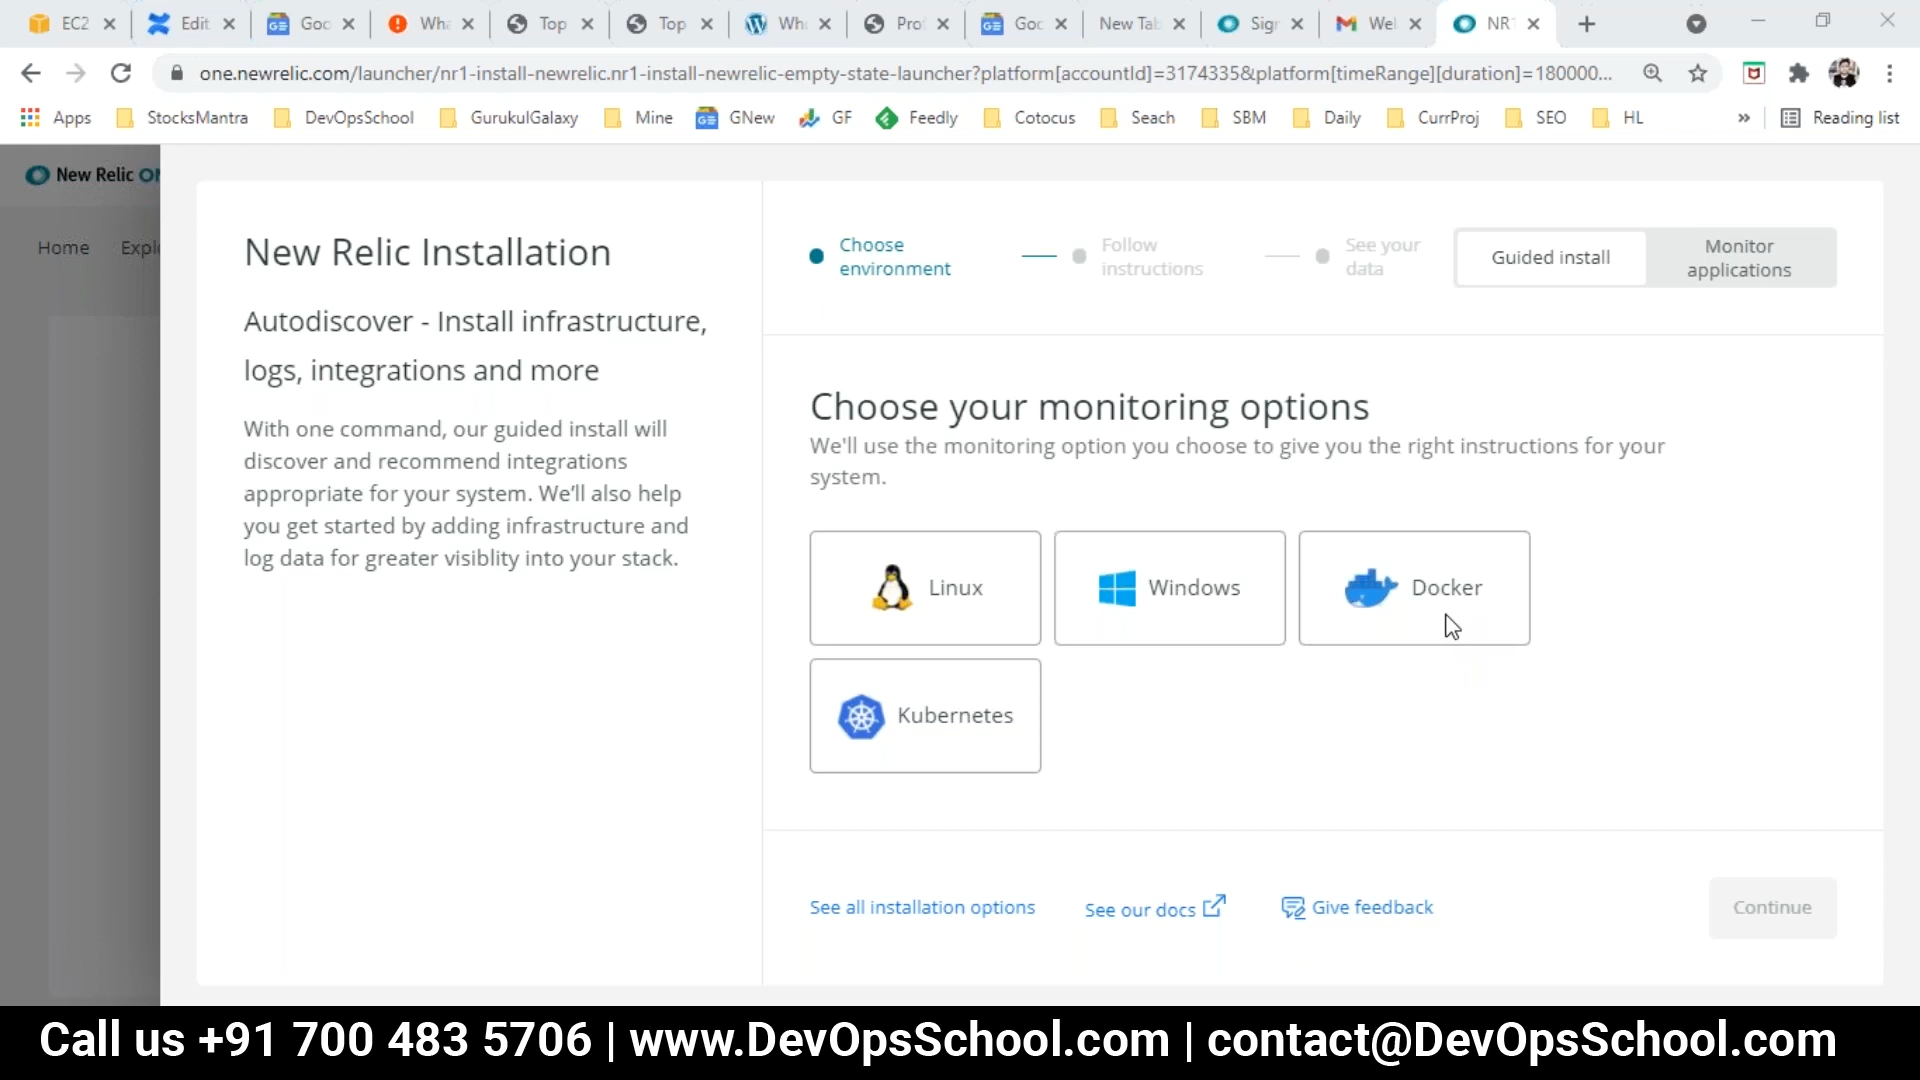 EC2
Edit
Goo
Wha
Top
Top
Wh
Pro
Goo
New Tab
Sign
Wel
NR1
one.newrelic.com/launcher/nr1-install-newrelic.nr1-install-newrelic-empty-state-launcher?platform[accountId]=3174335&platform[timeRange][duration]=180000...
Apps
StocksMantra
DevOpsSchool
GurukulGalaxy
Mine
GNew
GF
Feedly
Cotocus
Seach
SBM
Daily
CurrProj
SEO
HL
»
Reading list
New Relic ON
Home
Explo
New Relic Installation
Autodiscover - Install infrastructure,
logs, integrations and more
With one command, our guided install will
discover and recommend integrations
appropriate for your system. We'll also help
you get started by adding infrastructure and
log data for greater visiblity into your stack.
Choose
environment
Follow
instructions
See your
data
Guided install
Monitor
applications
Choose your monitoring options
We'll use the monitoring option you choose to give you the right instructions for your
system.
Linux
Windows
Docker
Kubernetes
See all installation options
See our docs
Give feedback
Continue
Call us +91 700 483 5706 | www.DevOpsSchool.com | contact@DevOpsSchool.com